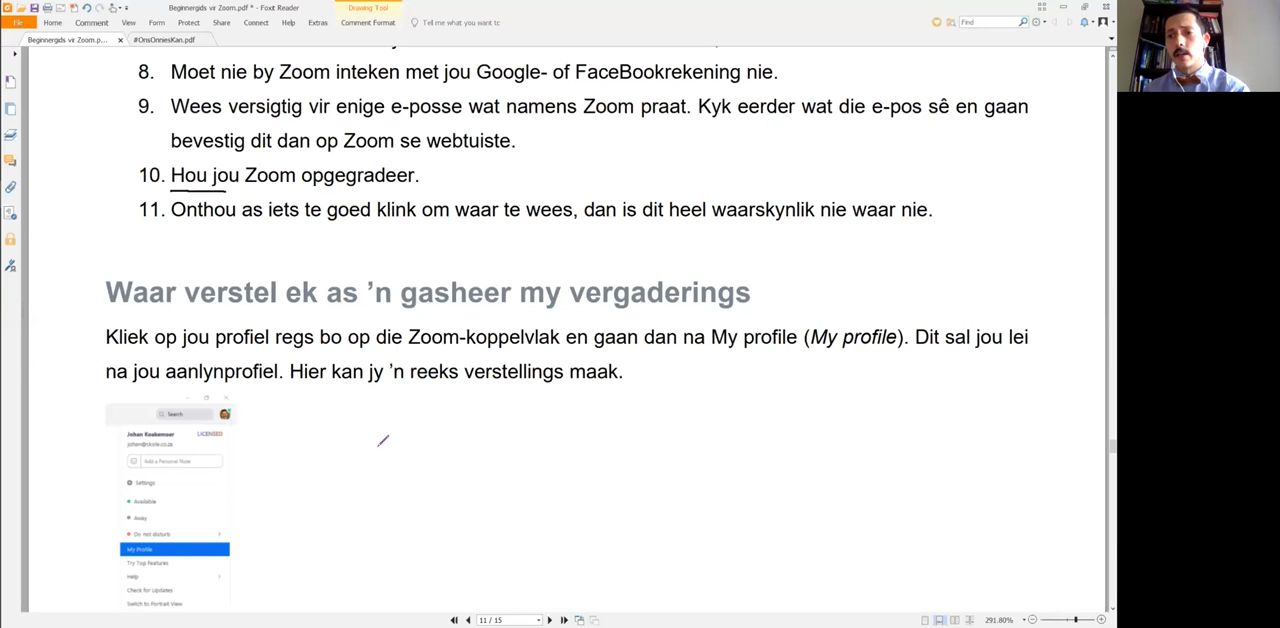 Beginnergids vir Zoom.pdf * - Foxit Reader
Drawing Tool
File Home Comment View Form Protect Share Connect Help Extras Comment Format Tell me what you want tc Find
Beginnergids vir Zoom.p... #OnsOnniesKan.pdf
8. Moet nie by Zoom inteken met jou Google- of FaceBookrekening nie.
9. Wees versigtig vir enige e-posse wat namens Zoom praat. Kyk eerder wat die e-pos sê en gaan
bevestig dit dan op Zoom se webtuiste.
10. Hou jou Zoom opgegradeer.
11. Onthou as iets te goed klink om waar te wees, dan is dit heel waarskynlik nie waar nie.
Waar verstel ek as ’n gasheer my vergaderings
Kliek op jou profiel regs bo op die Zoom-koppelvlak en gaan dan na My profile (My profile). Dit sal jou lei
na jou aanlynprofiel. Hier kan jy ’n reeks verstellings maak.
Search
Johan Koekemoer LICENSED
Add a Personal Note
Settings
Available
Away
Do not disturb
My Profile
Try Top Features
Help
Check for Updates
Switch to Portrait View
11 / 15
291.80%